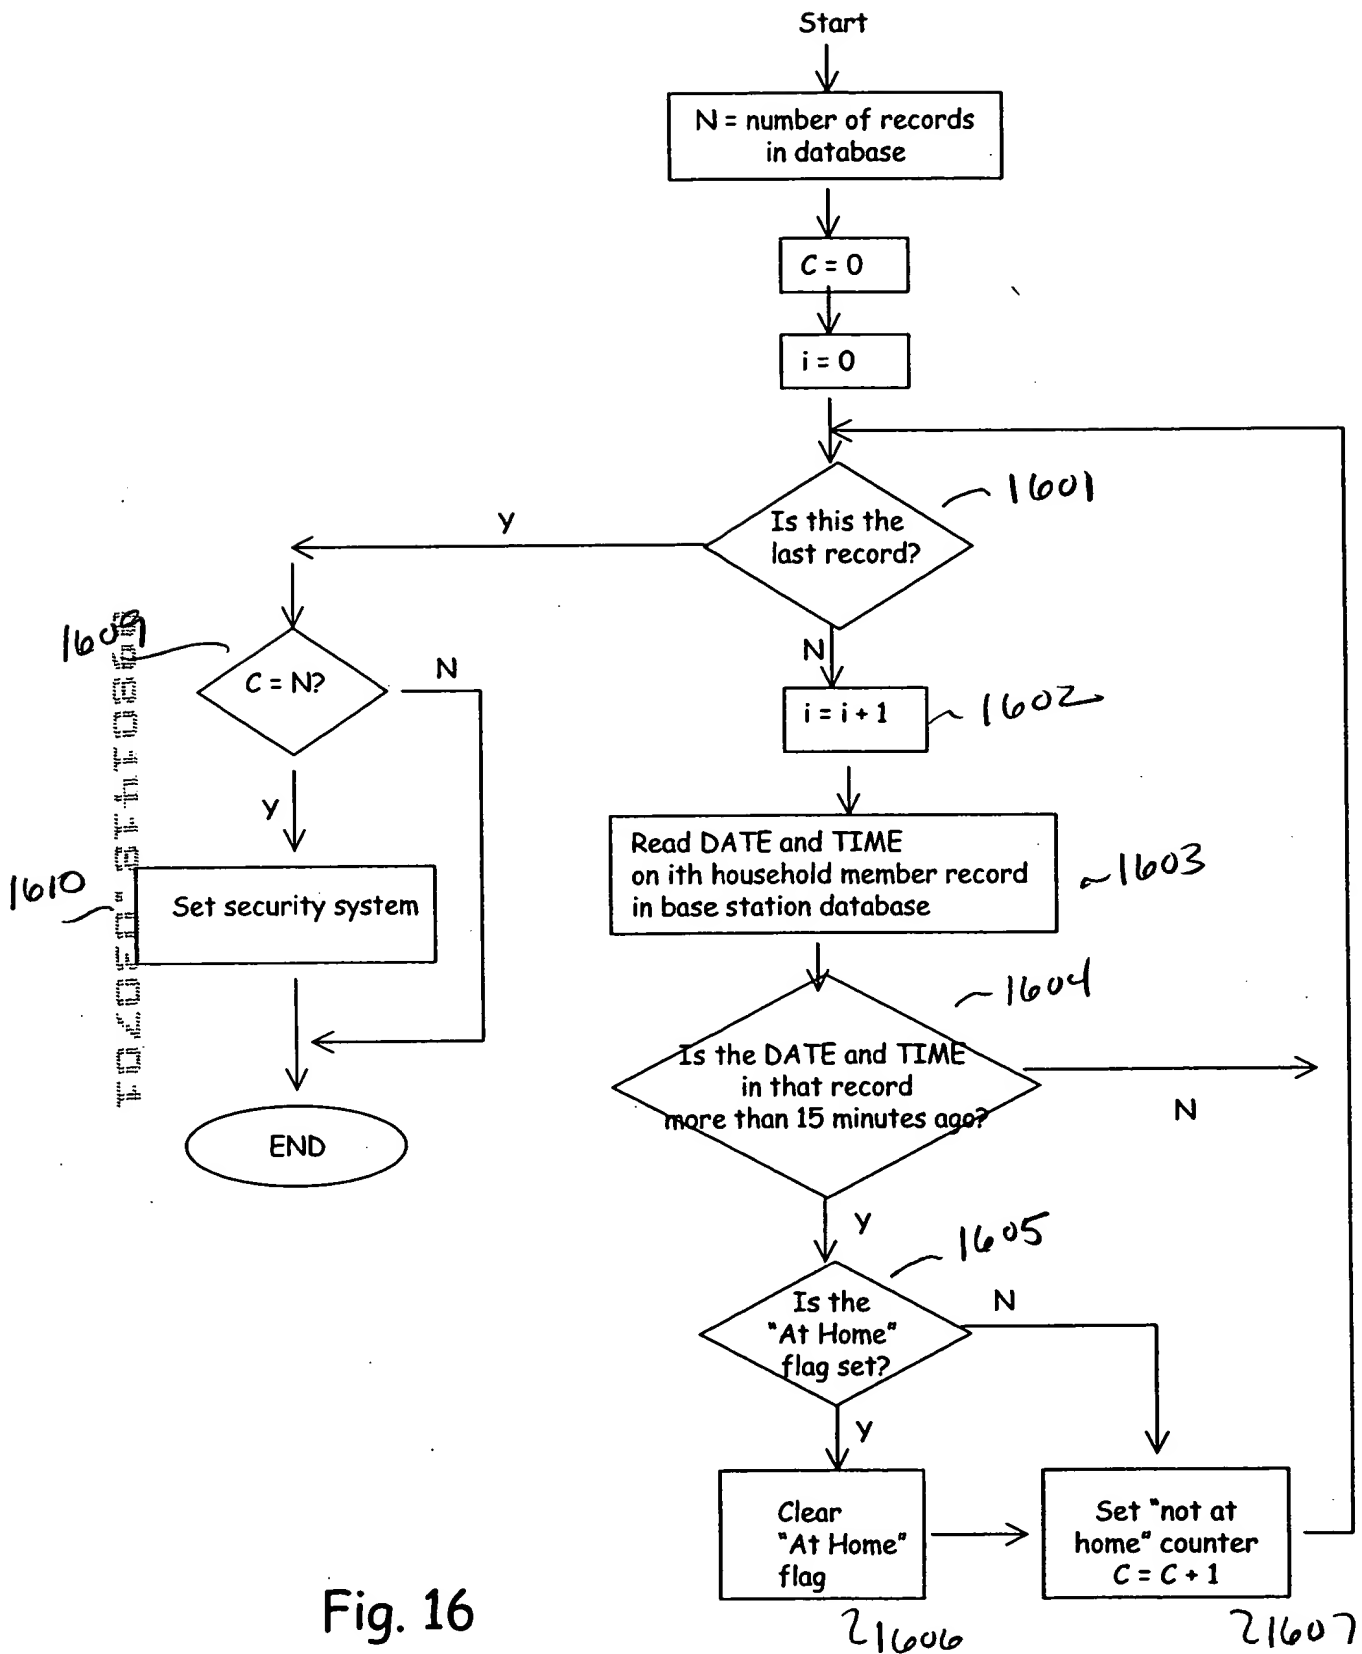 Start
N = number of records
in database
C = 0
i = 0
Is this the
last record?
1601
Y
N
1609
C = N?
N
Y
i = i + 1
1602
Read DATE and TIME
on ith household member record
in base station database
1603
1610
Set security system
END
1604
Is the DATE and TIME
in that record
more than 15 minutes ago?
N
Y
1605
Is the
"At Home"
flag set?
N
Y
Clear
"At Home"
flag
1606
Set "not at
home" counter
C = C + 1
1607
Fig. 16